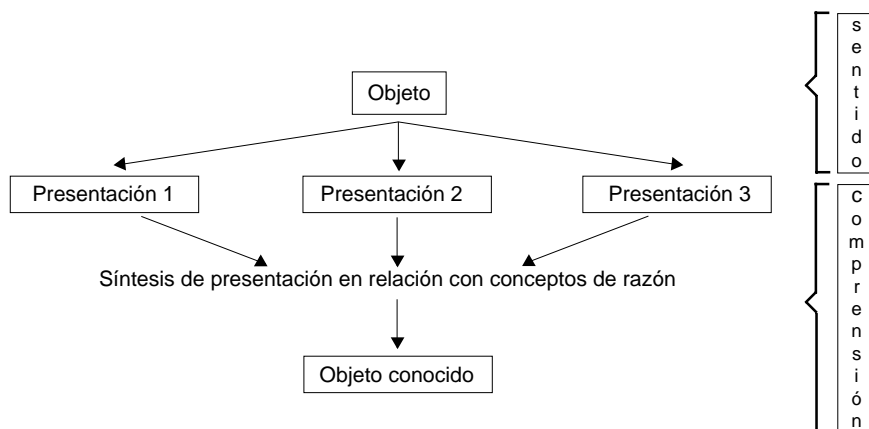 Objeto
Presentación 1
Presentación 2
Presentación 3
Síntesis de presentación en relación con conceptos de razón
Objeto conocido
sentido
comprensión